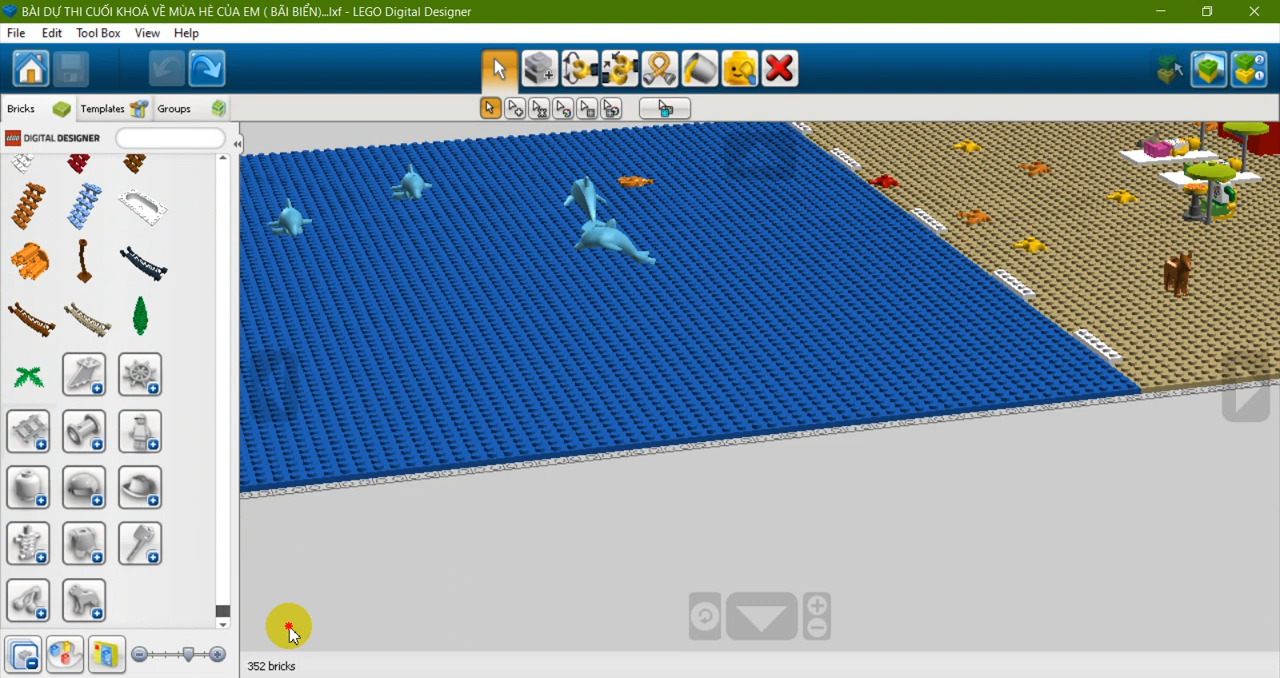 BÀI DỰ THI CUỐI KHOÁ VỀ MÙA HÈ CỦA EM ( BÃI BIỂN)...lxf - LEGO Digital Designer
File Edit Tool Box View Help
Bricks Templates Groups
LEGO DIGITAL DESIGNER
352 bricks